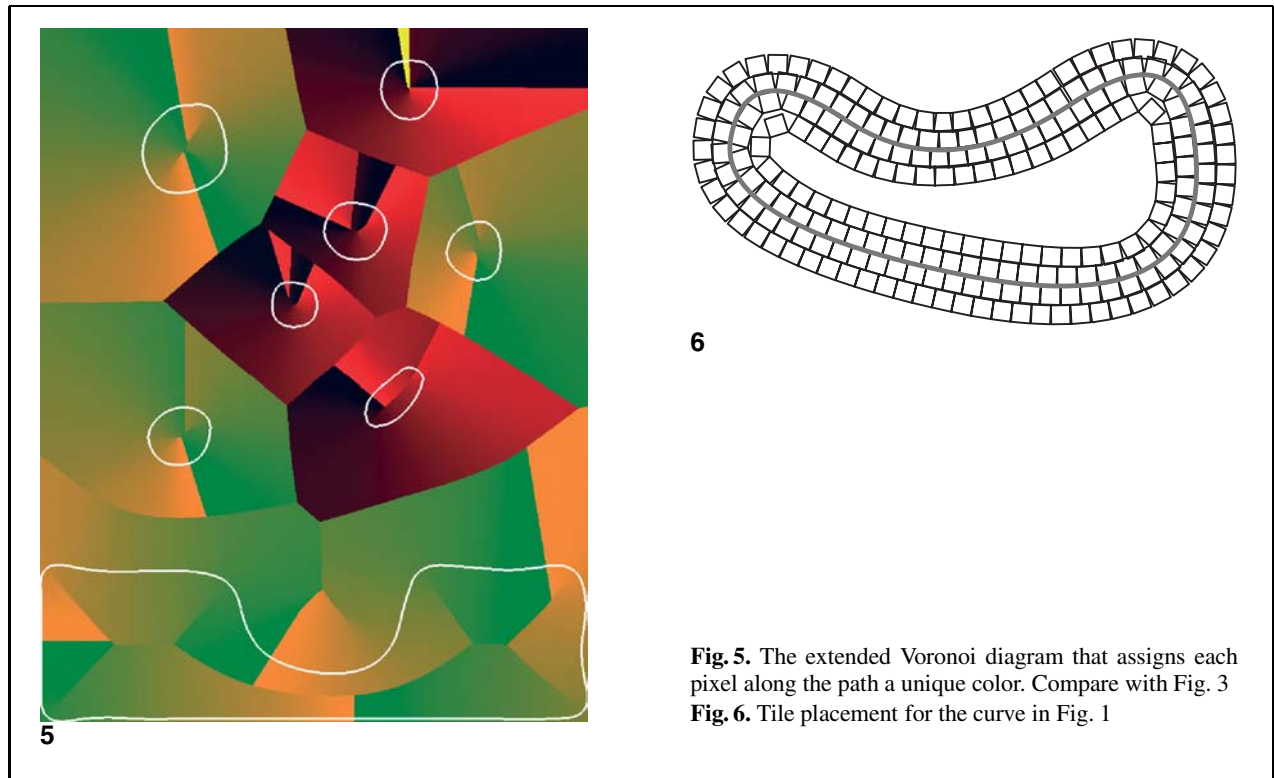 5
6
Fig. 5. The extended Voronoi diagram that assigns each
pixel along the path a unique color. Compare with Fig. 3
Fig. 6. Tile placement for the curve in Fig. 1